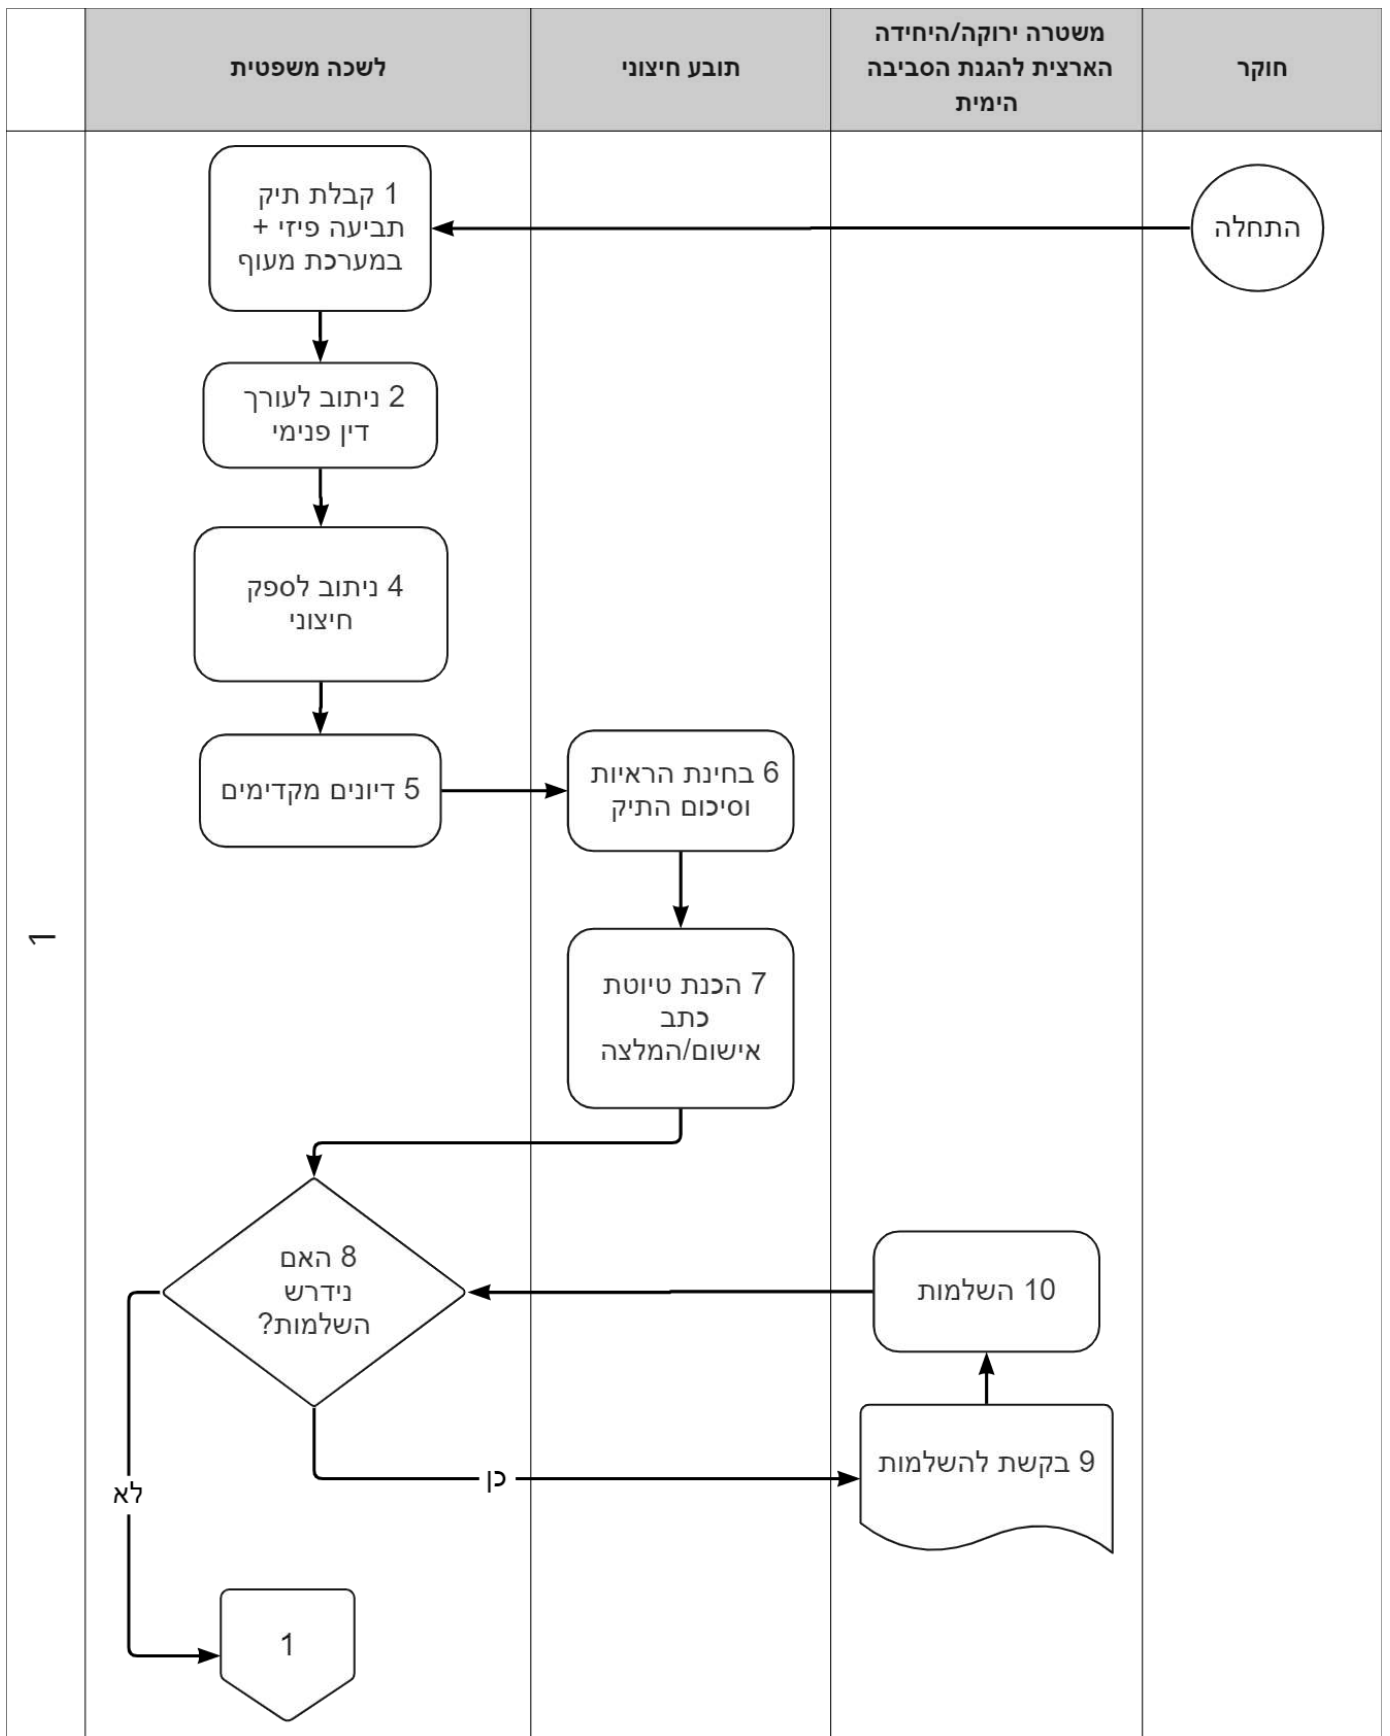 חוקר
משטרה ירוקה/היחידה
הארצית להגנת הסביבה
הימית
תובע חיצוני
לשכה משפטית
1
התחלה
1 קבלת תיק
תביעה פיזי +
במערכת מעוף
2 ניתוב לעורך
דין פנימי
4 ניתוב לספק
חיצוני
5 דיונים מקדימים
6 בחינת הראיות
וסיכום התיק
7 הכנת טיוטת
כתב
אישום/המלצה
8 האם
נידרש
השלמות?
10 השלמות
9 בקשת להשלמות
כן
לא
1